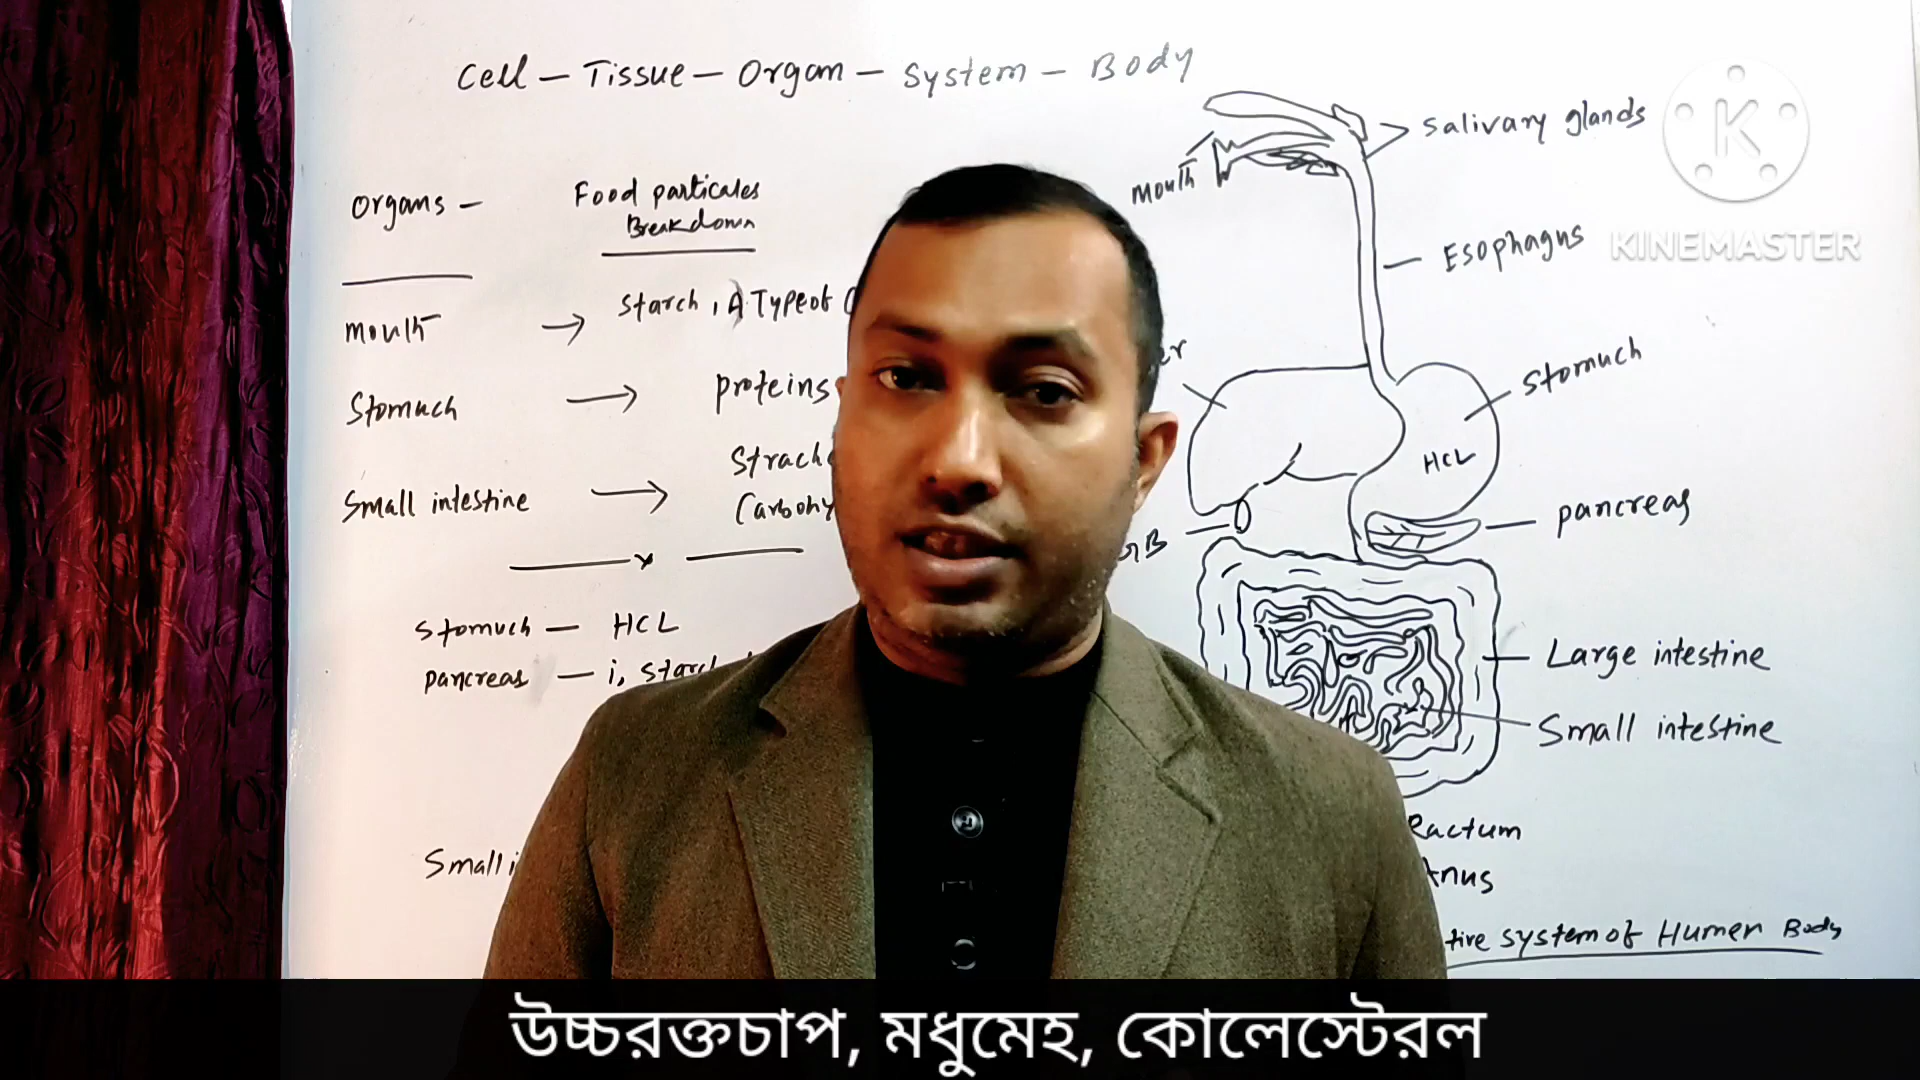 Cell – Tissue – Organ – System – Body
Organs –
Food particales
Breakdown
Mouth → Starch, A Type of
Stomuch → proteins
Small intestine → Strach
Carbohy
x
Stomuch – HCL
pancreas – i, starch
Small i
Salivary glands
Mouth
Esophagus
er
Stomuch
HCL
pancreas
GB
Large intestine
Small intestine
Ractum
Anus
tive system of Humen Body
K
KINEMASTER
উচ্চরক্তচাপ, মধুমেহ, কোলেস্টেরল